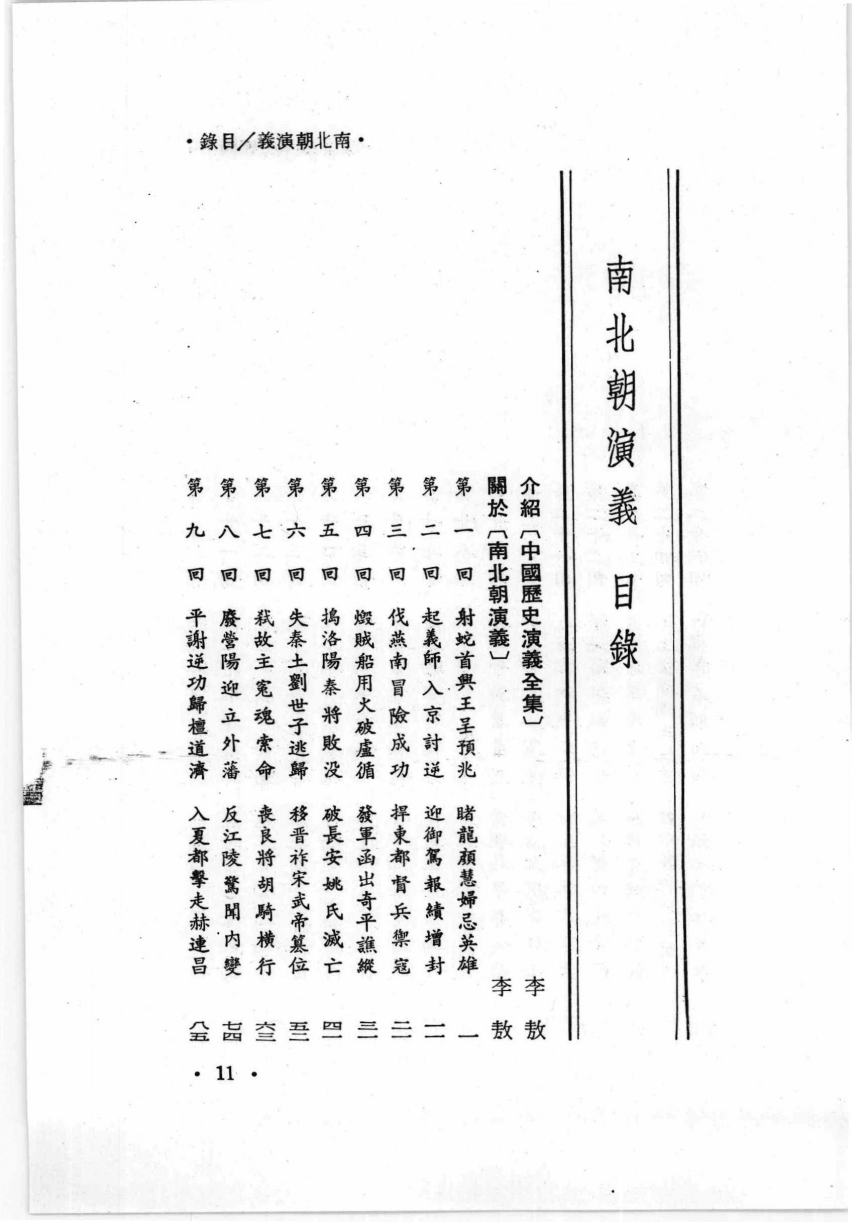 •南北朝演義／目錄•
南北朝演義　目錄
介紹〔中國歷史演義全集〕　李敖
關於〔南北朝演義〕　李敖
第一回　射蛇首興王呈預兆　睹龍顏慧婦忌英雄　一
第二回　起義師入京討逆　迎御駕報績增封　一一
第三回　伐燕南冒險成功　捍東都督兵禦寇　二一
第四回　燬賊船用火破盧循　發軍函出奇平譙縱　三一
第五回　搗洛陽秦將敗没　破長安姚氏滅亡　四一
第六回　失秦土劉世子逃歸　移晉祚宋武帝篡位　五二
第七回　弒故主冤魂索命　喪良將胡騎橫行　六三
第八回　廢營陽迎立外藩　反江陵驚聞內變　七四
第九回　平謝逆功歸檀道濟　入夏都擊走赫連昌　八五
• 11 •